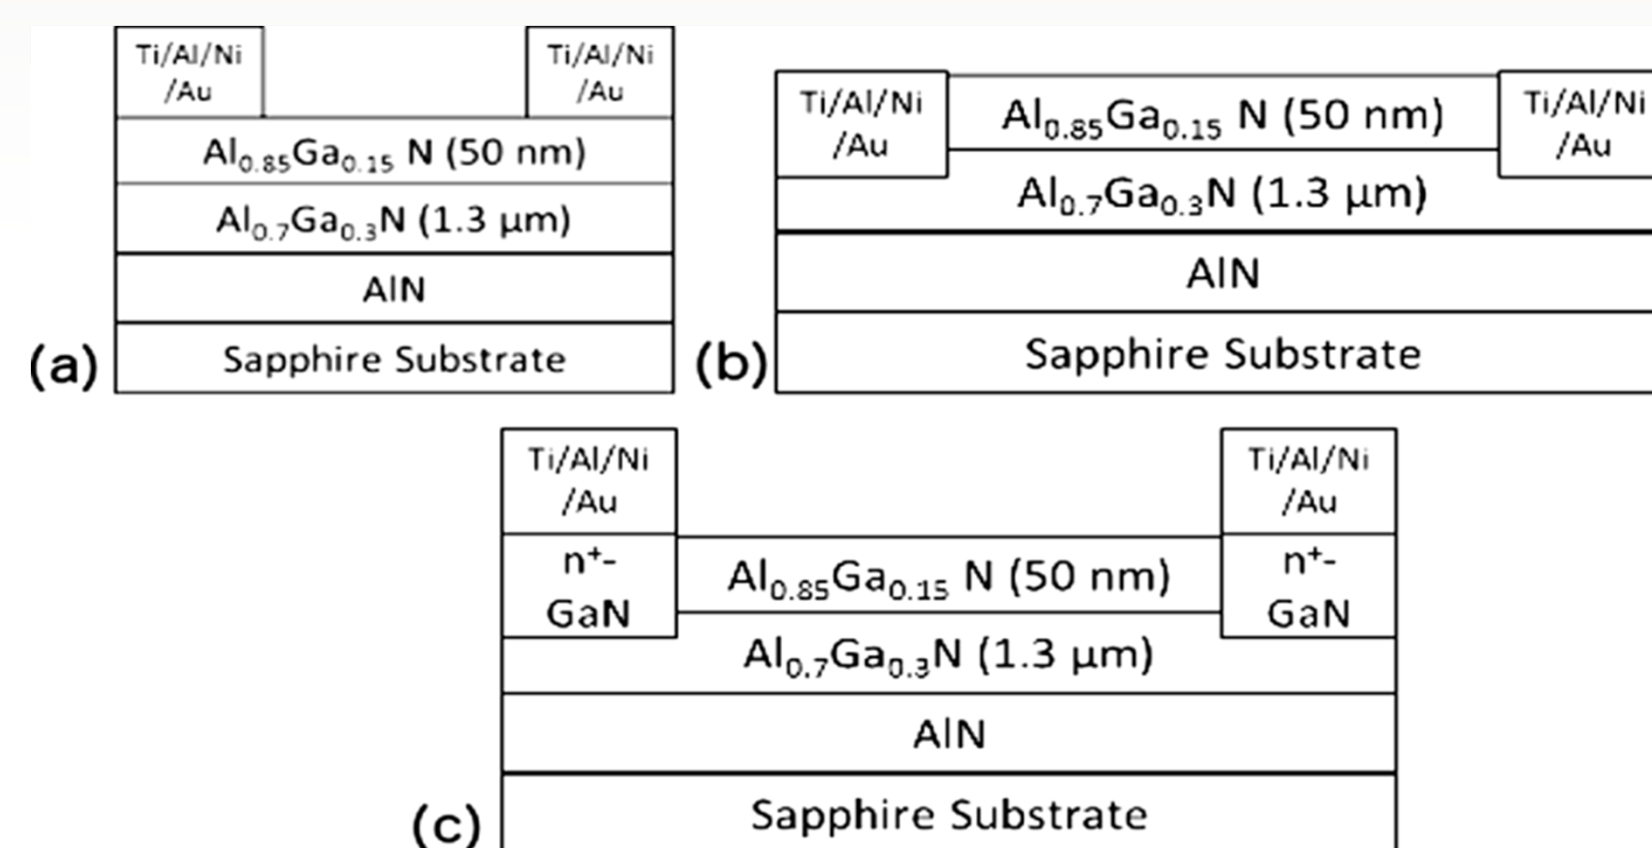 Ti/Al/Ni
/Au
Ti/Al/Ni
/Au
Al₀.₈₅Ga₀.₁₅ N (50 nm)
Al₀.₇Ga₀.₃N (1.3 μm)
AlN
Sapphire Substrate
(a)
Ti/Al/Ni
/Au
Al₀.₈₅Ga₀.₁₅ N (50 nm)
Ti/Al/Ni
/Au
Al₀.₇Ga₀.₃N (1.3 μm)
AlN
Sapphire Substrate
(b)
Ti/Al/Ni
/Au
Ti/Al/Ni
/Au
n⁺-
GaN
Al₀.₈₅Ga₀.₁₅ N (50 nm)
n⁺-
GaN
Al₀.₇Ga₀.₃N (1.3 μm)
AlN
Sapphire Substrate
(c)